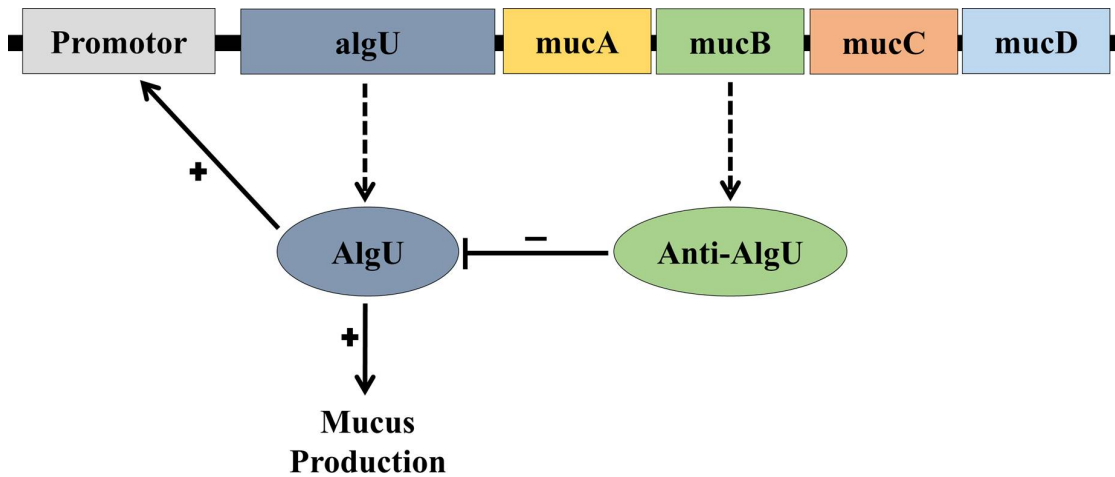 Promotor algU mucA mucB mucC mucD
+
–
AlgU Anti-AlgU
+
Mucus
Production